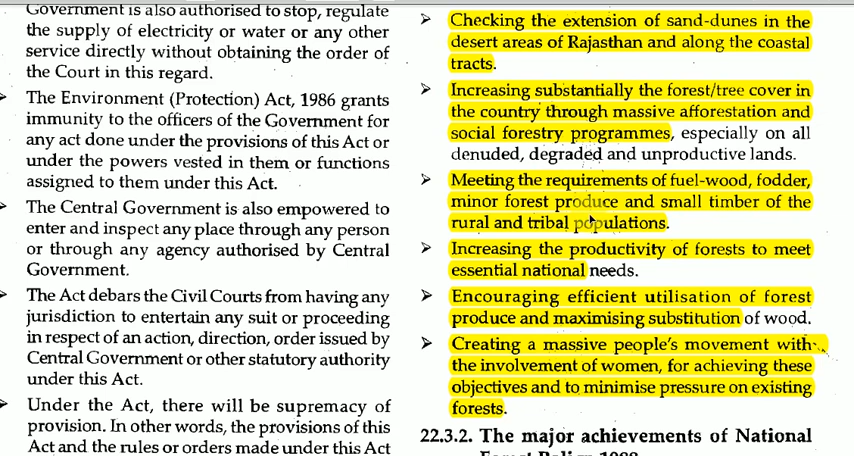 Government is also authorised to stop, regulate
the supply of electricity or water or any other
service directly without obtaining the order of
the Court in this regard.
➤ The Environment (Protection) Act, 1986 grants
immunity to the officers of the Government for
any act done under the provisions of this Act or
under the powers vested in them or functions
assigned to them under this Act.
➤ The Central Government is also empowered to
enter and inspect any place through any person
or through any agency authorised by Central
Government.
➤ The Act debars the Civil Courts from having any
jurisdiction to entertain any suit or proceeding
in respect of an action, direction, order issued by
Central Government or other statutory authority
under this Act.
➤ Under the Act, there will be supremacy of
provision. In other words, the provisions of this
Act and the rules or orders made under this Act
➤ Checking the extension of sand-dunes in the
desert areas of Rajasthan and along the coastal
tracts.
➤ Increasing substantially the forest/tree cover in
the country through massive afforestation and
social forestry programmes, especially on all
denuded, degraded and unproductive lands.
➤ Meeting the requirements of fuel-wood, fodder,
minor forest produce and small timber of the
rural and tribal populations.
➤ Increasing the productivity of forests to meet
essential national needs.
➤ Encouraging efficient utilisation of forest
produce and maximising substitution of wood.
➤ Creating a massive people's movement with
the involvement of women, for achieving these
objectives and to minimise pressure on existing
forests.
22.3.2. The major achievements of National